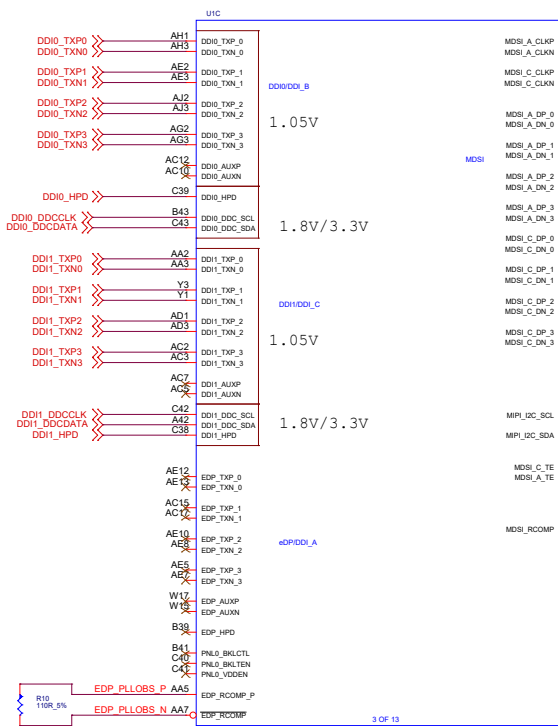 U1C
DDI0_TXP0 AH1 DDI0_TXP_0
DDI0_TXN0 AH3 DDI0_TXN_0
DDI0_TXP1 AE2 DDI0_TXP_1
DDI0_TXN1 AE3 DDI0_TXN_1
DDI0_TXP2 AJ2 DDI0_TXP_2
DDI0_TXN2 AJ3 DDI0_TXN_2
DDI0_TXP3 AG2 DDI0_TXP_3
DDI0_TXN3 AG3 DDI0_TXN_3
AC12 DDI0_AUXP
AC10 DDI0_AUXN
DDI0_HPD C39 DDI0_HPD
DDI0_DDCCLK B43 DDI0_DDC_SCL
DDI0_DDCDATA C43 DDI0_DDC_SDA
DDI0/DDI_B
1.05V
1.8V/3.3V
DDI1_TXP0 AA2 DDI1_TXP_0
DDI1_TXN0 AA3 DDI1_TXN_0
DDI1_TXP1 Y3 DDI1_TXP_1
DDI1_TXN1 Y1 DDI1_TXN_1
DDI1_TXP2 AD1 DDI1_TXP_2
DDI1_TXN2 AD3 DDI1_TXN_2
DDI1_TXP3 AC2 DDI1_TXP_3
DDI1_TXN3 AC3 DDI1_TXN_3
AC7 DDI1_AUXP
AC5 DDI1_AUXN
DDI1_DDCCLK C42 DDI1_DDC_SCL
DDI1_DDCDATA A42 DDI1_DDC_SDA
DDI1_HPD C38 DDI1_HPD
DDI1/DDI_C
1.05V
1.8V/3.3V
AE12 EDP_TXP_0
AE13 EDP_TXN_0
AC15 EDP_TXP_1
AC17 EDP_TXN_1
AE10 EDP_TXP_2
AE8 EDP_TXN_2
AE5 EDP_TXP_3
AE7 EDP_TXN_3
W17 EDP_AUXP
W15 EDP_AUXN
B39 EDP_HPD
B41 PNL0_BKLCTL
C40 PNL0_BKLTEN
C41 PNL0_VDDEN
eDP/DDI_A
EDP_PLLOBS_P AA5 EDP_RCOMP_P
EDP_PLLOBS_N AA7 EDP_RCOMP
R10
110R_5%
MDSI_A_CLKP
MDSI_A_CLKN
MDSI_C_CLKP
MDSI_C_CLKN
MDSI_A_DP_0
MDSI_A_DN_0
MDSI_A_DP_1
MDSI_A_DN_1
MDSI
MDSI_A_DP_2
MDSI_A_DN_2
MDSI_A_DP_3
MDSI_A_DN_3
MDSI_C_DP_0
MDSI_C_DN_0
MDSI_C_DP_1
MDSI_C_DN_1
MDSI_C_DP_2
MDSI_C_DN_2
MDSI_C_DP_3
MDSI_C_DN_3
MIPI_I2C_SCL
MIPI_I2C_SDA
MDSI_C_TE
MDSI_A_TE
MDSI_RCOMP
3 OF 13